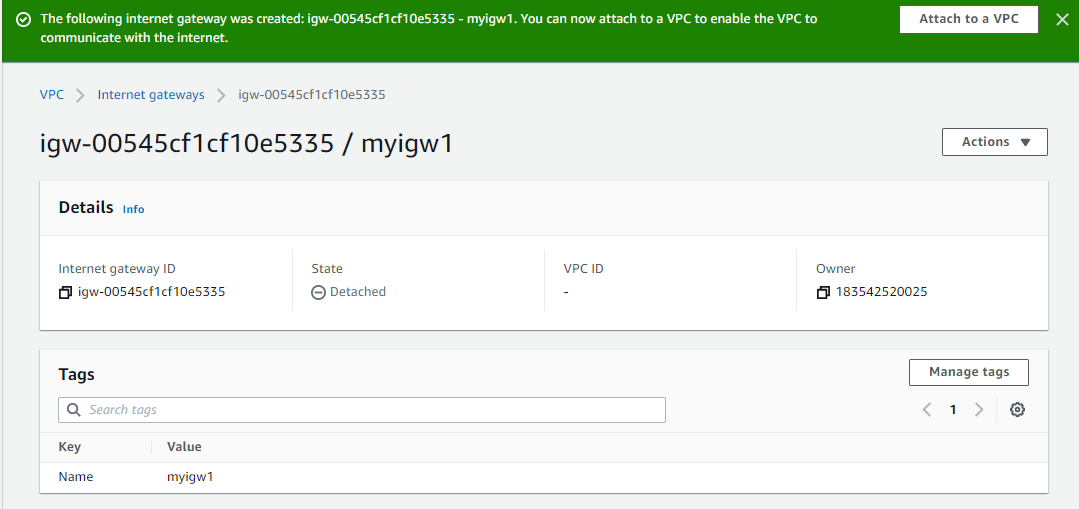 The following internet gateway was created: igw-00545cf1cf10e5335 - myigw1. You can now attach to a VPC to enable the VPC to
communicate with the internet.
Attach to a VPC
VPC
Internet gateways
igw-00545cf1cf10e5335
igw-00545cf1cf10e5335 / myigw1
Actions
Details Info
Internet gateway ID
igw-00545cf1cf10e5335
State
Detached
VPC ID
-
Owner
183542520025
Tags
Manage tags
Search tags
1
Key Value
Name myigw1